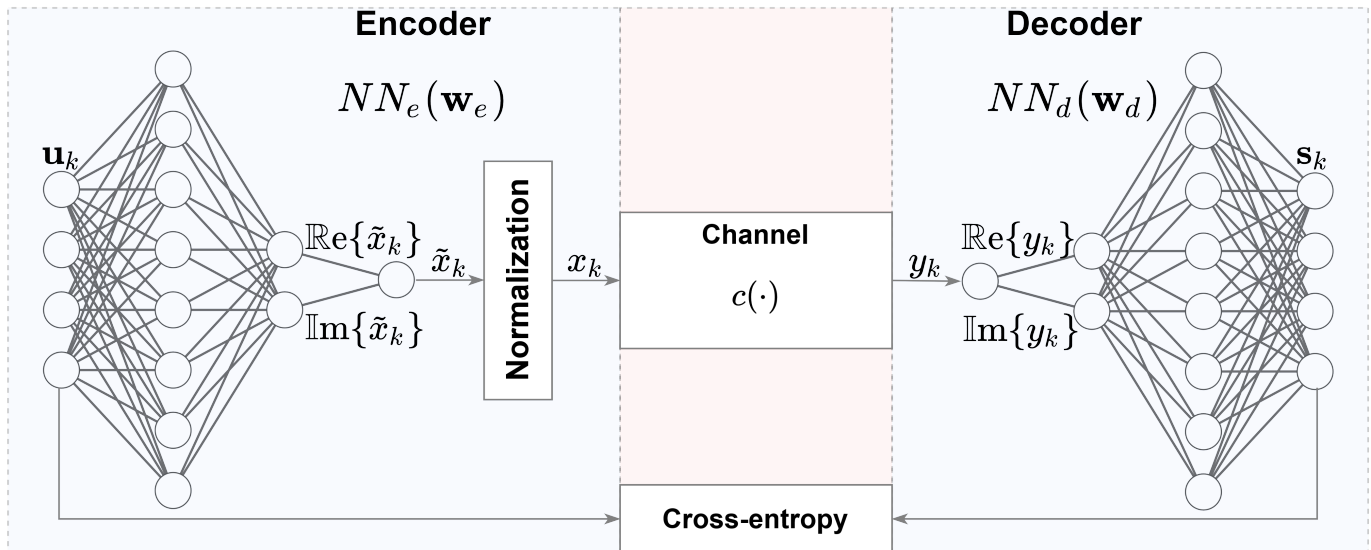 Encoder
Decoder
NN_e(𝐰_e)
NN_d(𝐰_d)
𝐮_k
𝐬_k
ℝe{x̃_k}
x̃_k
𝕀m{x̃_k}
Normalization
x_k
Channel
c(·)
y_k
ℝe{y_k}
𝕀m{y_k}
Cross-entropy